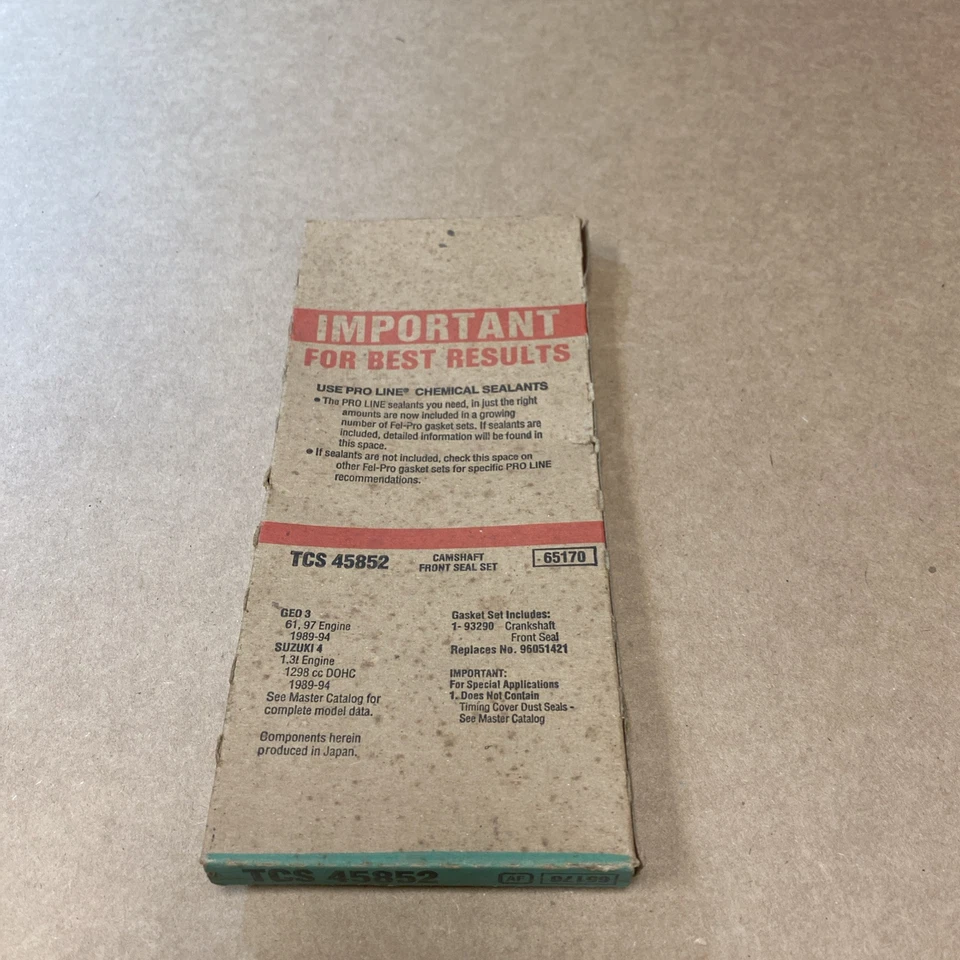 IMPORTANT
FOR BEST RESULTS
USE PRO LINE® CHEMICAL SEALANTS
• The PRO LINE sealants you need, in just the right
amounts are now included in a growing
number of Fel-Pro gasket sets. If sealants are
included, detailed information will be found in
this space.
• If sealants are not included, check this space on
other Fel-Pro gasket sets for specific PRO LINE
recommendations.
TCS 45852
CAMSHAFT
FRONT SEAL SET
65170
GEO 3
61, 97 Engine
1989-94
SUZUKI 4
1.3l Engine
1298 cc DOHC
1989-94
See Master Catalog for
complete model data.
Components herein
produced in Japan.
Gasket Set Includes:
1- 93290 Crankshaft
Front Seal
Replaces No. 96051421
IMPORTANT:
For Special Applications
1. Does Not Contain
Timing Cover Dust Seals -
See Master Catalog
TCS 45852
AF
65170